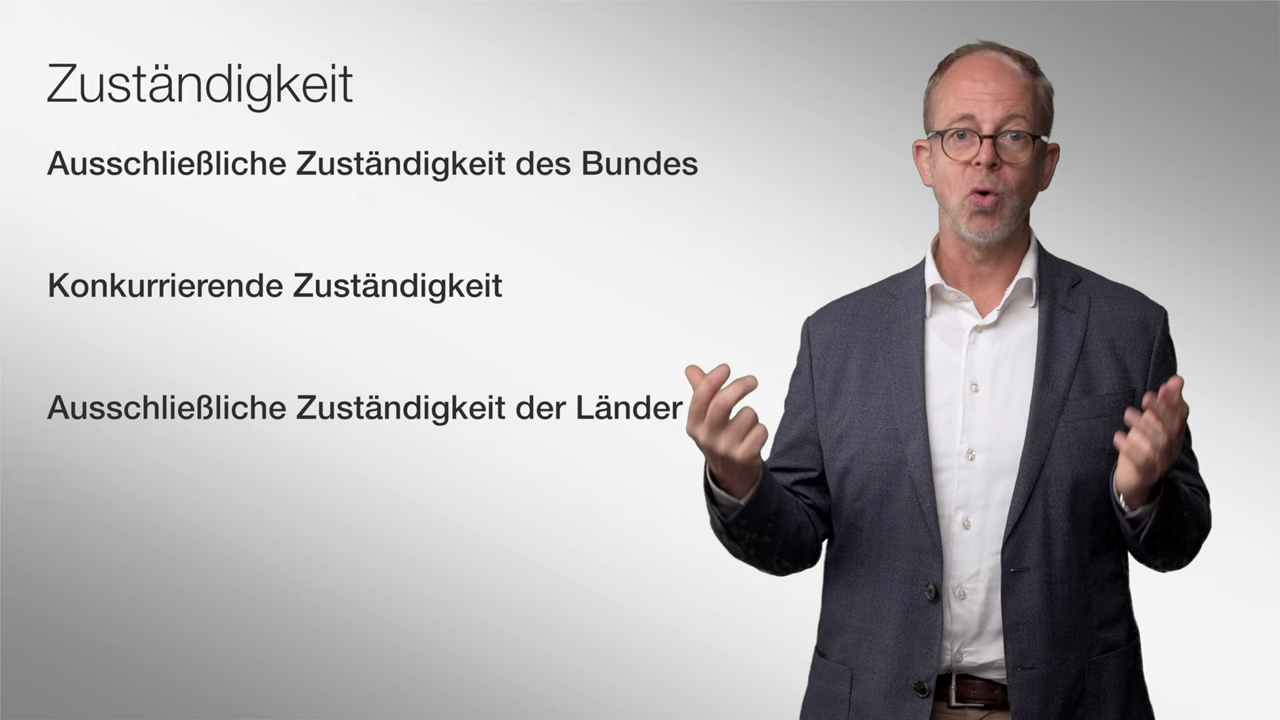 Zuständigkeit
Ausschließliche Zuständigkeit des Bundes
Konkurrierende Zuständigkeit
Ausschließliche Zuständigkeit der Länder